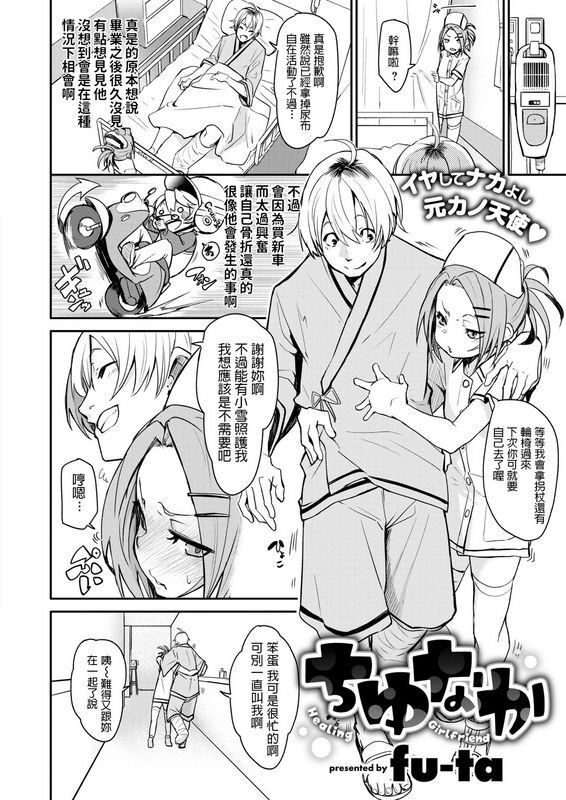 幹嘛啦？
真是抱歉啊
雖然說已經拿掉尿布
自在活動了不過…
真是的原本想說
畢業之後很久沒見
有點想見見他
沒想到會是在這種
情況下相會啊
イヤしてナカよし
元カノ天使♥
不過
會因為買新車
而太過興奮
讓自己骨折還真的
很像他會發生的事啊
等等我會拿拐杖還有
輪椅過來
下次你可就要
自己去了喔
謝謝妳啊
不過能有小雪照護我
我想應該是不需要吧
哼嗯…
ひょこ
笨蛋 我可是很忙的啊
可別一直叫我啊
咦～難得又跟妳
在一起了說
ちゆなか
Healing Girlfriend
presented by fu-ta